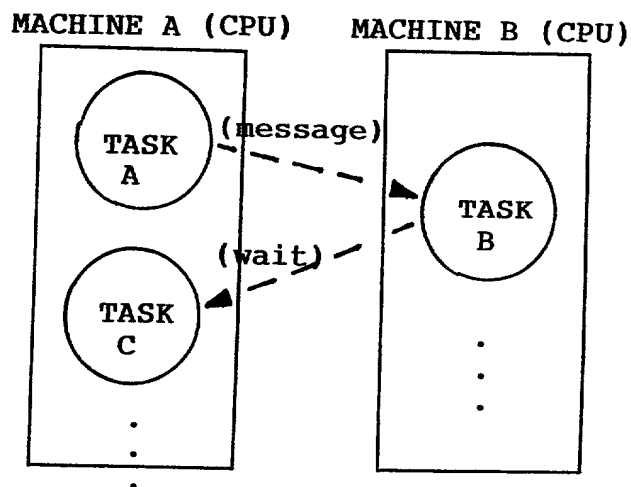 MACHINE A (CPU) MACHINE B (CPU)
TASK
A
(message)
TASK
B
(wait)
TASK
C